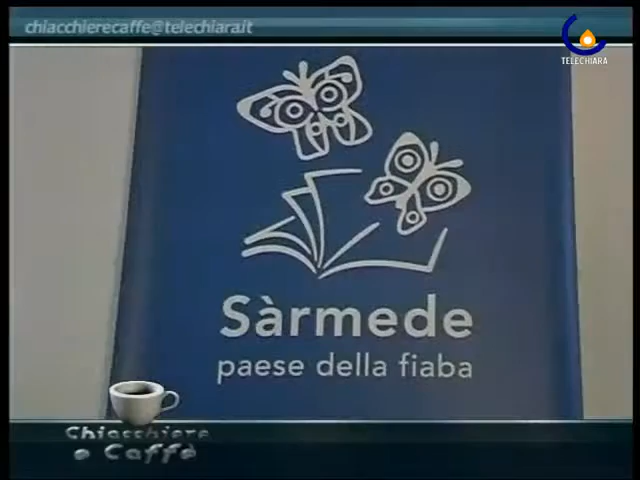 chiacchierecaffe@telechiara.it
TELECHIARA
Sàrmede
paese della fiaba
Chiacchiere
e Caffè